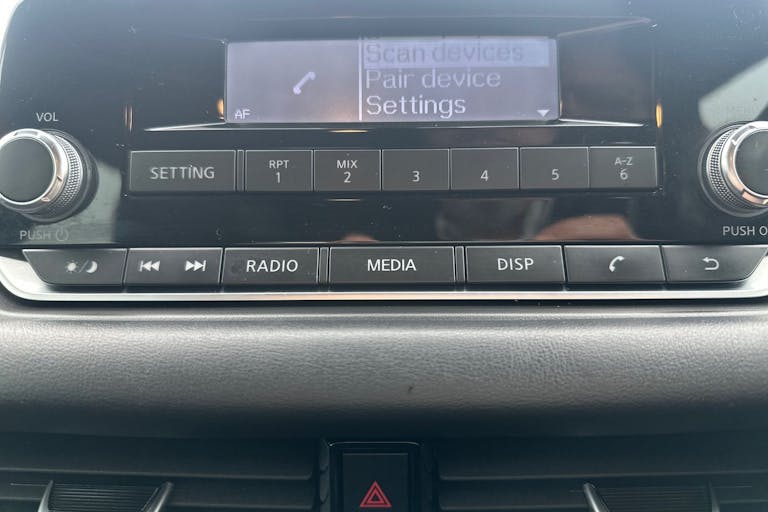 Scan devices
Pair device
AF
Settings
VOL
SETTING
RPT
1
MIX
2
3
4
5
A-Z
6
PUSH
PUSH O
RADIO
MEDIA
DISP